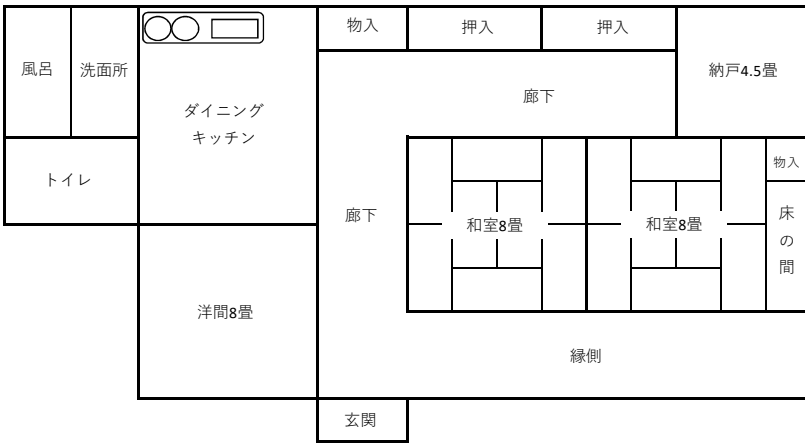 物入
押入
押入
風呂
洗面所
納戸4.5畳
廊下
ダイニング
キッチン
物入
トイレ
廊下
和室8畳
和室8畳
床
の
間
洋間8畳
縁側
玄関